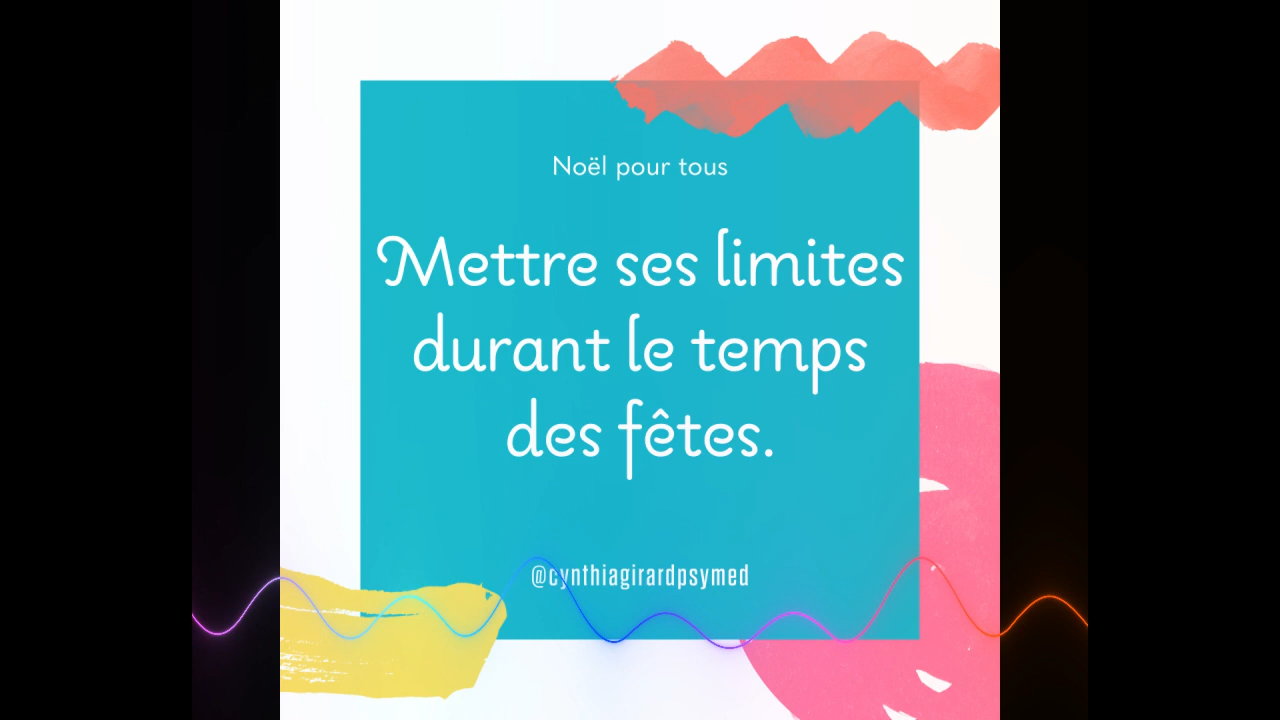 Noël pour tous
Mettre ses limites
durant le temps
des fêtes.
@cynthiagirardpsymed